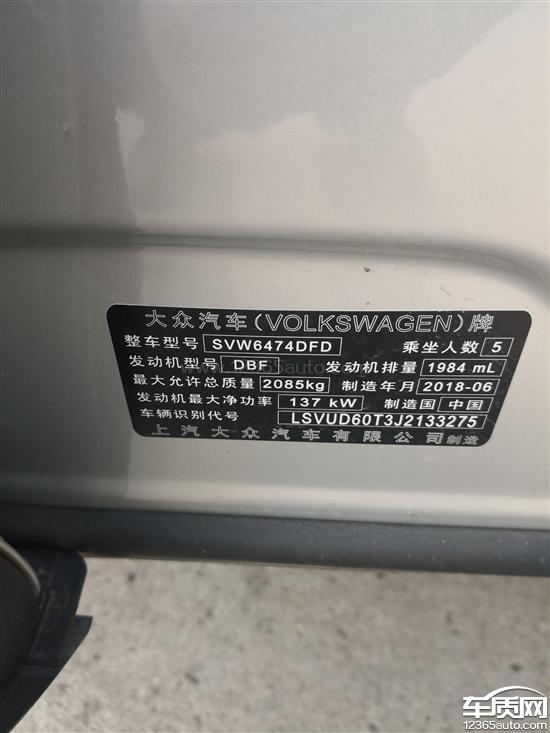 大众汽车(VOLKSWAGEN)牌
整车型号 SVW6474DFD 乘坐人数 5
发动机型号 DBF 发动机排量 1984 mL
最大允许总质量 2085kg 制造年月 2018-06
发动机最大净功率 137 kW 制造国 中国
车辆识别代号 LSVUD60T3J2133275
上汽大众汽车有限公司 制造
车质网
12365auto.com